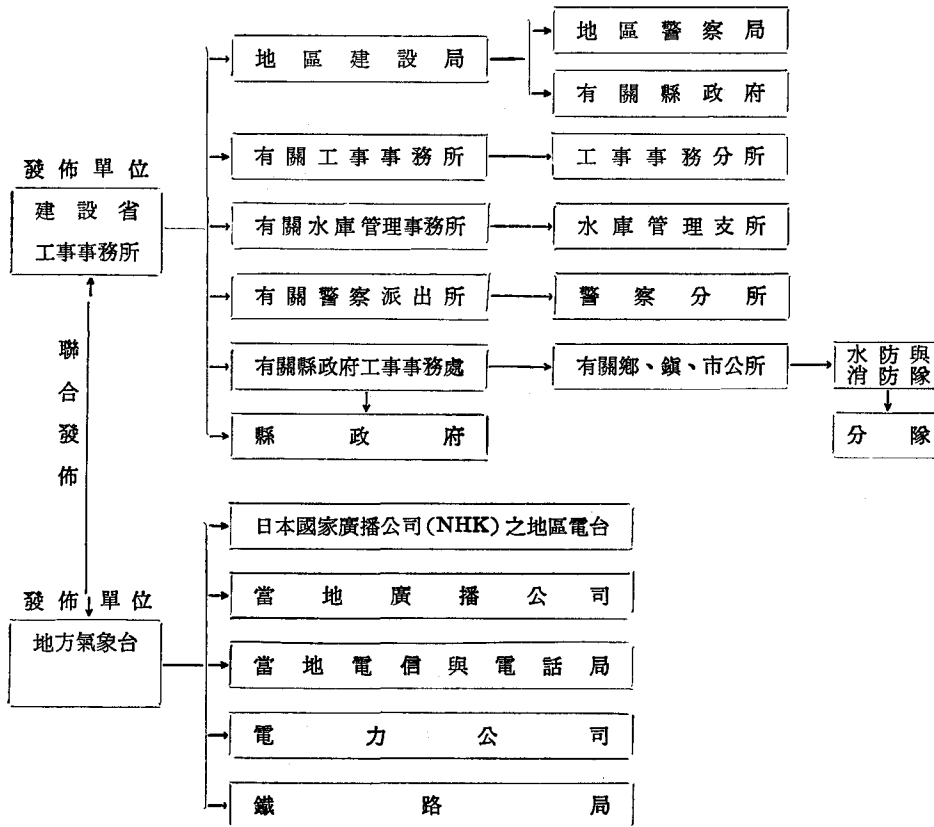 地區建設局
地區警察局
有關縣政府
有關工事事務所
工事事務分所
發佈單位
建設省
工事事務所
有關水庫管理事務所
水庫管理支所
有關警察派出所
警察分所
聯合發佈
有關縣政府工事事務處
有關鄉、鎮、市公所
水防與
消防隊
縣政府
分隊
日本國家廣播公司(NHK)之地區電台
當地廣播公司
發佈單位
地方氣象台
當地電信與電話局
電力公司
鐵路局